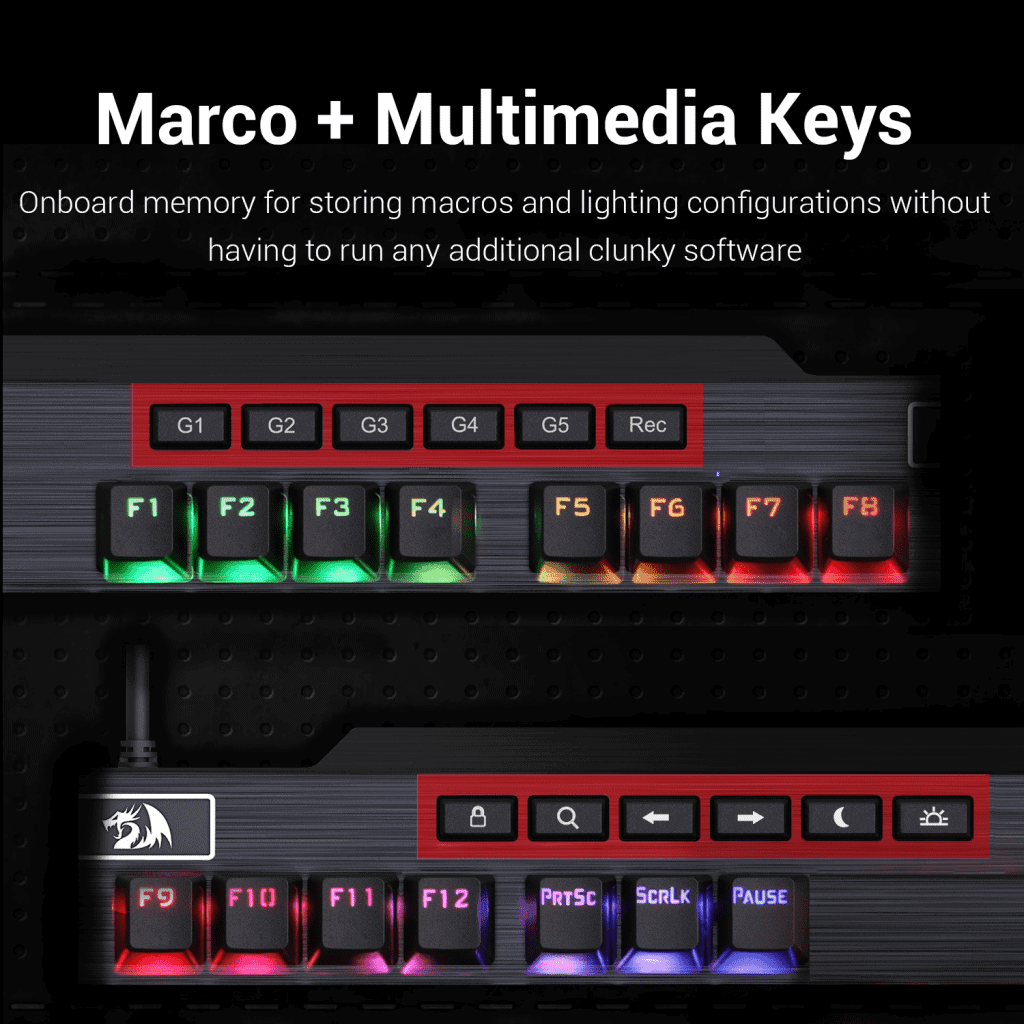 Marco + Multimedia Keys
Onboard memory for storing macros and lighting configurations without
having to run any additional clunky software
G1 G2 G3 G4 G5 Rec
F1 F2 F3 F4 F5 F6 F7 F8
F9 F10 F11 F12 PrtSc ScrLk Pause